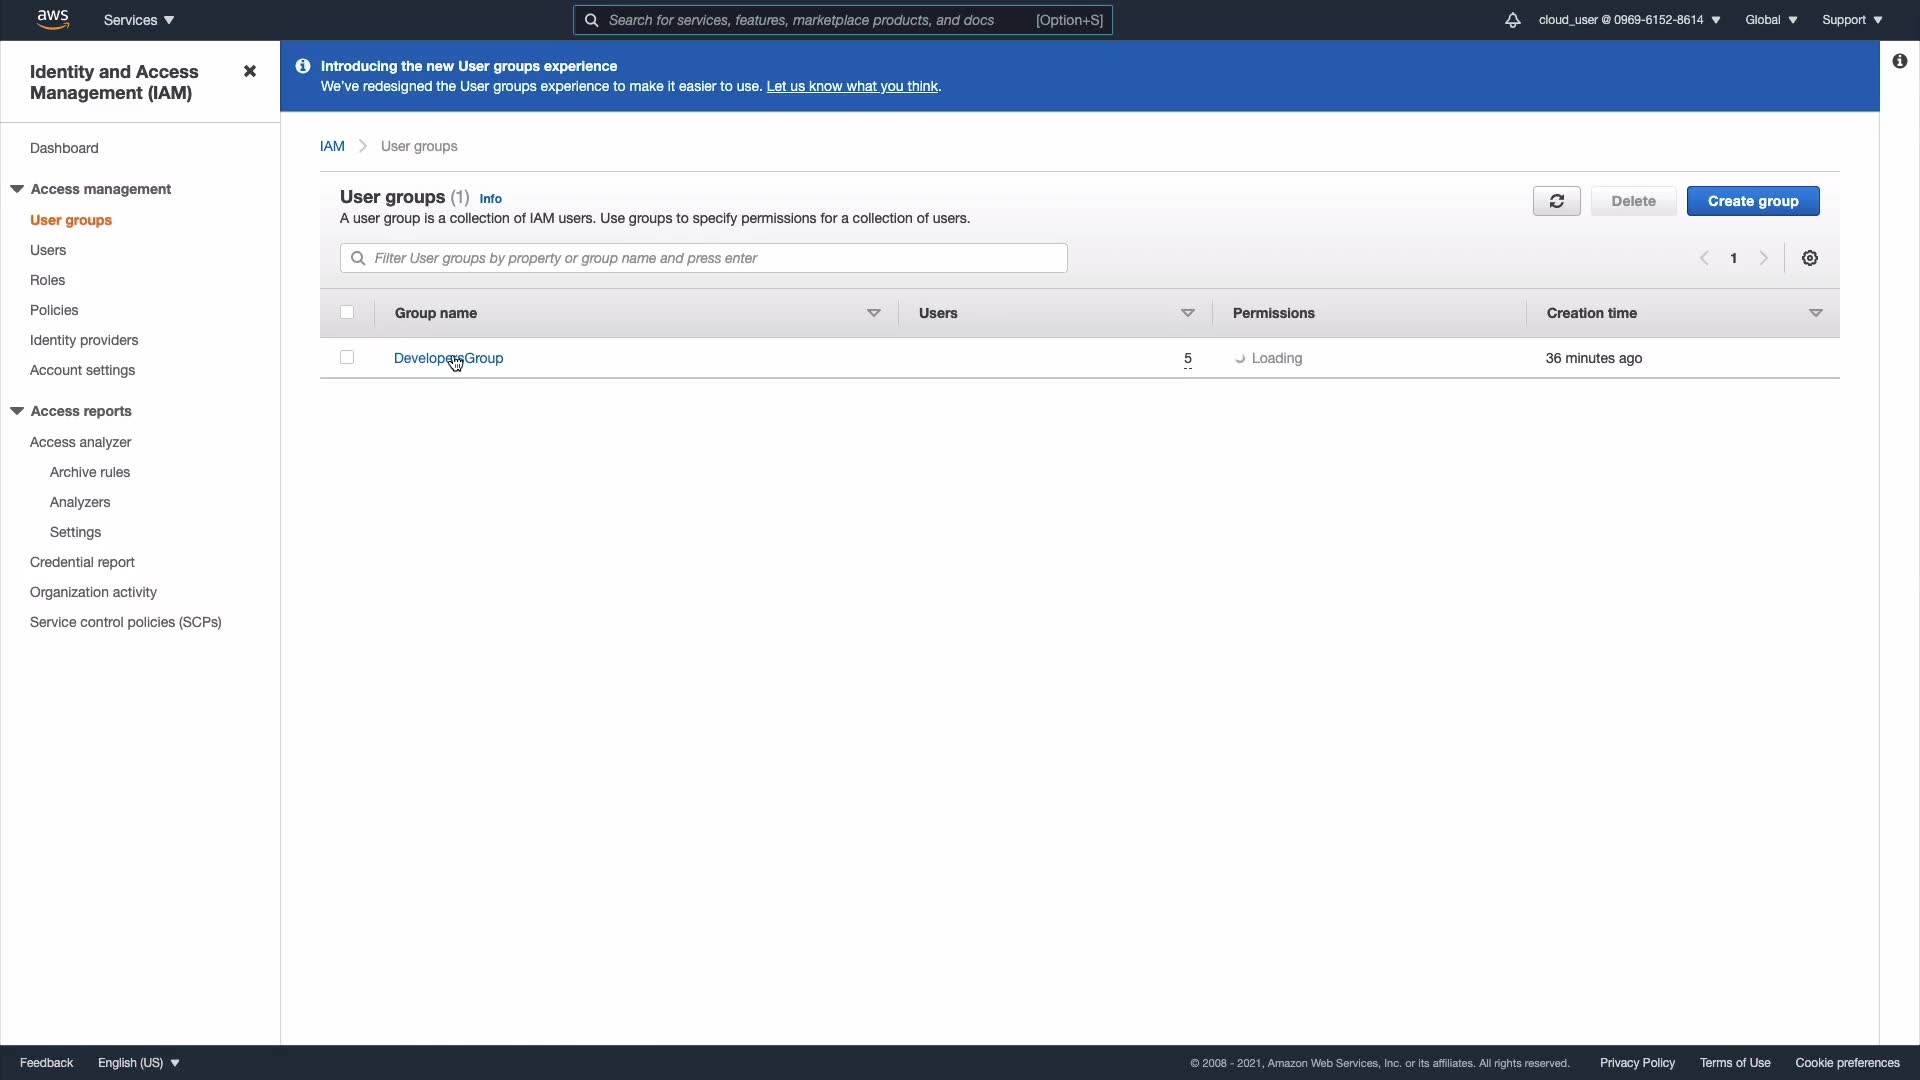 aws
Services
Search for services, features, marketplace products, and docs [Option+S]
cloud_user @ 0969-6152-8614
Global
Support
Identity and Access
Management (IAM)
Dashboard
Access management
User groups
Users
Roles
Policies
Identity providers
Account settings
Access reports
Access analyzer
Archive rules
Analyzers
Settings
Credential report
Organization activity
Service control policies (SCPs)
Introducing the new User groups experience
We've redesigned the User groups experience to make it easier to use. Let us know what you think.
IAM > User groups
User groups (1) Info
A user group is a collection of IAM users. Use groups to specify permissions for a collection of users.
Delete
Create group
Filter User groups by property or group name and press enter
1
Group name Users Permissions Creation time
DevelopersGroup 5 Loading 36 minutes ago
Feedback English (US) © 2008 - 2021, Amazon Web Services, Inc. or its affiliates. All rights reserved. Privacy Policy Terms of Use Cookie preferences